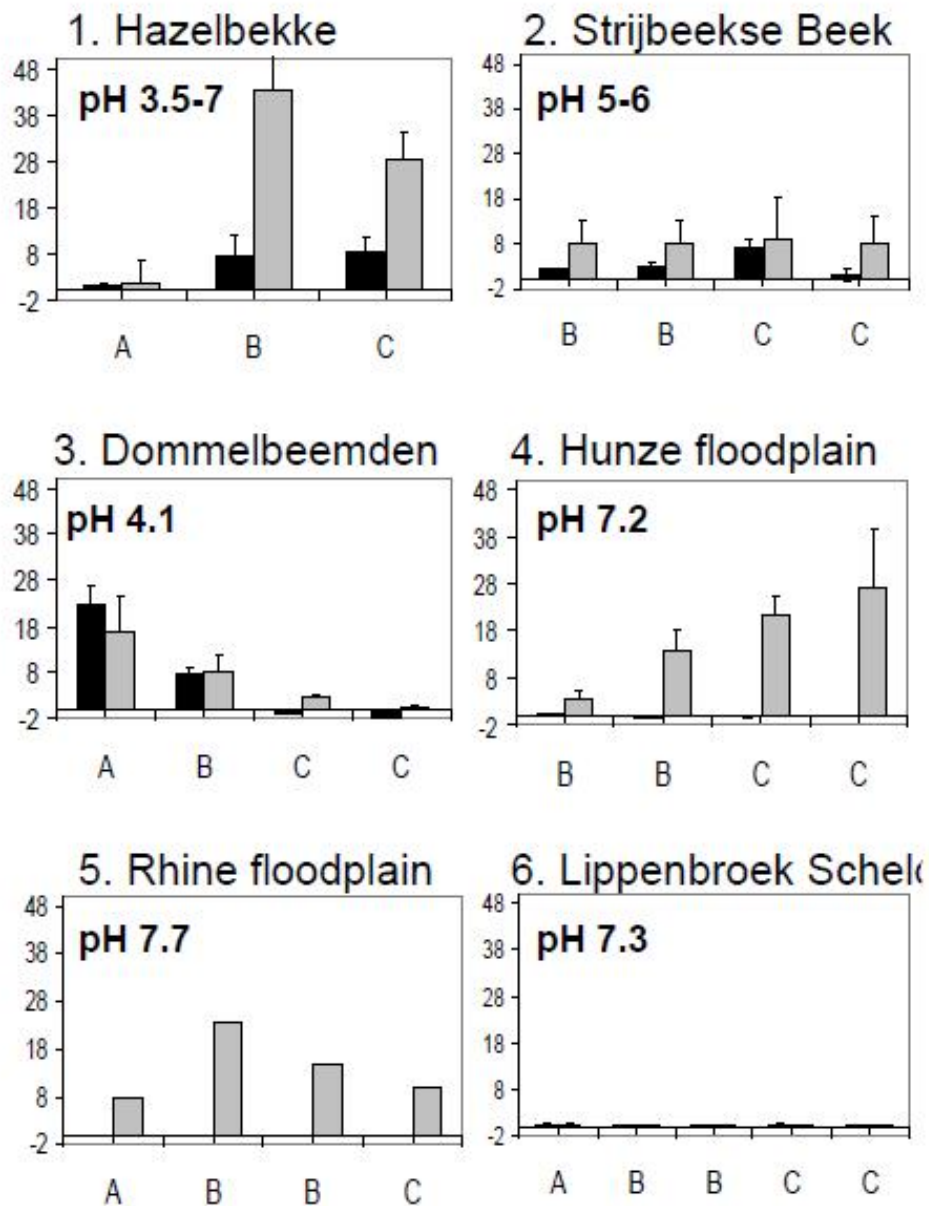 1. Hazelbekke
48
38
28
18
8
-2
pH 3.5-7
A B C
2. Strijbeekse Beek
48
38
28
18
8
-2
pH 5-6
B B C C
3. Dommelbeemden
48
38
28
18
8
-2
pH 4.1
A B C C
4. Hunze floodplain
48
38
28
18
8
-2
pH 7.2
B B C C
5. Rhine floodplain
48
38
28
18
8
-2
pH 7.7
A B B C
6. Lippenbroek
48
38
28
18
8
-2
pH 7.3
A B B C C